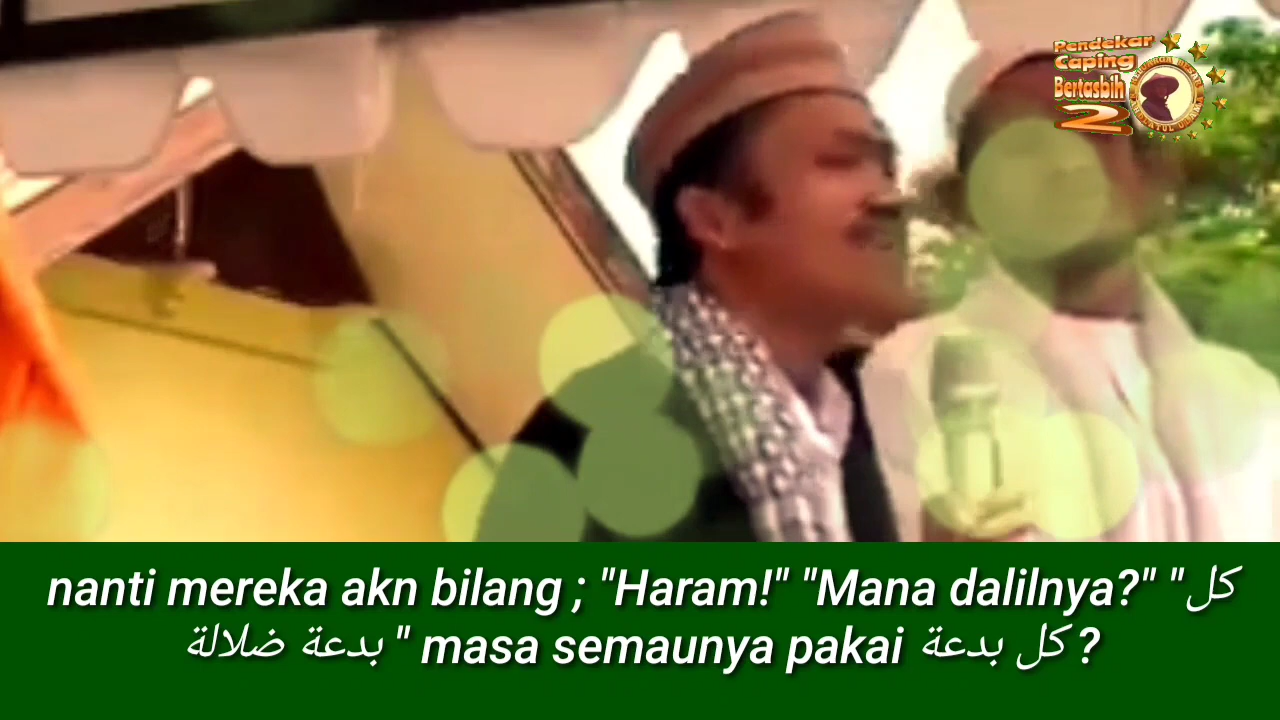 Pendekar
Caping
Bertasbih
2
nanti mereka akn bilang ; "Haram!" "Mana dalilnya?" "كل
بدعة ضلالة " masa semaunya pakai كل بدعة ?